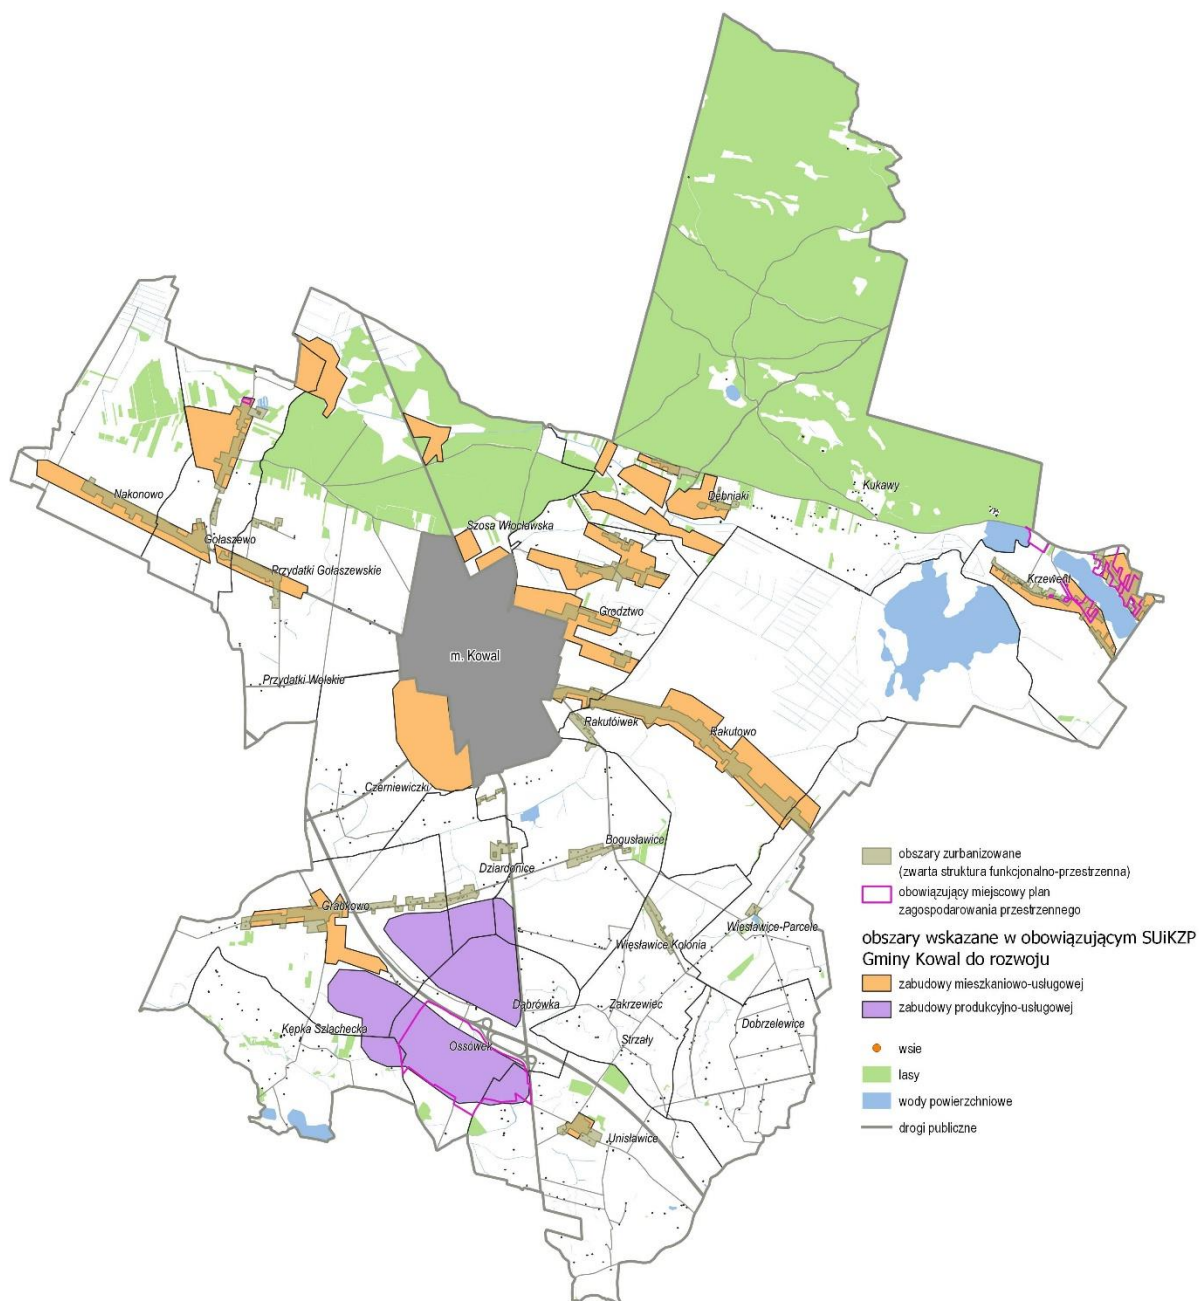 Kukawy
Dębniaki
Nakonowo
Szosa Włocławska
Gołaszewo
Przydatki Gołaszewskie
Krzewent
Grodztwo
m. Kowal
Przydatki Wolskie
Rakutówek
Rakutowo
Czerniewiczki
Bogusławice
Dziardonice
Grabkowo
Więsławice-Parcele
Więsławice Kolonia
Dąbrówka
Zakrzewiec
Kępka Szlachecka
Dobrzelewice
Ossówek
Strzały
Unisławice
obszary zurbanizowane
(zwarta struktura funkcjonalno-przestrzenna)
obowiązujący miejscowy plan
zagospodarowania przestrzennego
obszary wskazane w obowiązującym SUiKZP
Gminy Kowal do rozwoju
zabudowy mieszkaniowo-usługowej
zabudowy produkcyjno-usługowej
wsie
lasy
wody powierzchniowe
drogi publiczne